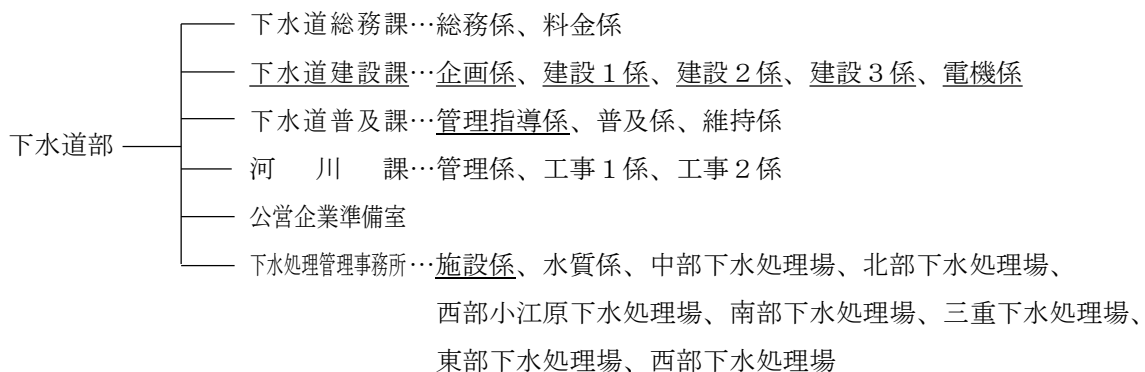 下水道総務課…総務係、料金係
下水道建設課…企画係、建設１係、建設２係、建設３係、電機係
下水道普及課…管理指導係、普及係、維持係
下水道部
河川課…管理係、工事１係、工事２係
公営企業準備室
下水処理管理事務所…施設係、水質係、中部下水処理場、北部下水処理場、
西部小江原下水処理場、南部下水処理場、三重下水処理場、
東部下水処理場、西部下水処理場